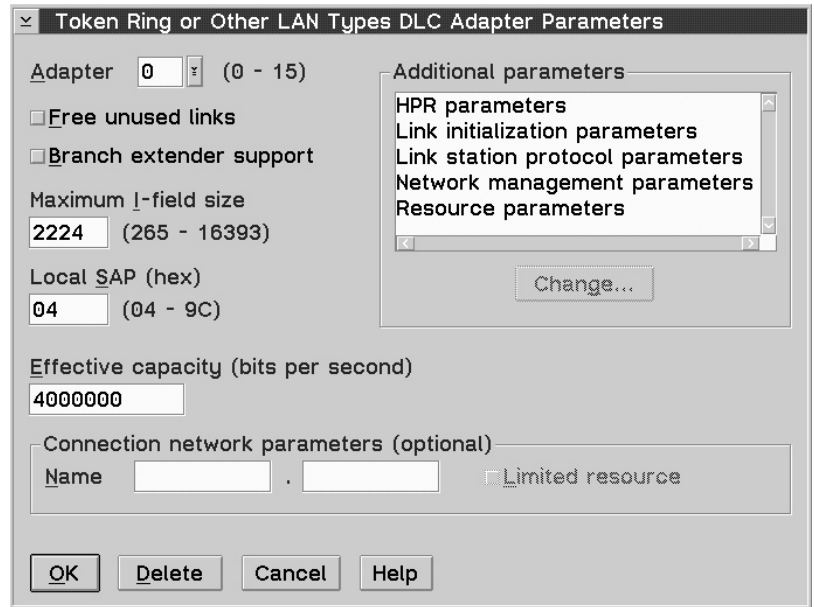 Token Ring or Other LAN Types DLC Adapter Parameters
Adapter 0 (0 - 15)
Free unused links
Branch extender support
Maximum I-field size
2224 (265 - 16393)
Local SAP (hex)
04 (04 - 9C)
Additional parameters
HPR parameters
Link initialization parameters
Link station protocol parameters
Network management parameters
Resource parameters
Change...
Effective capacity (bits per second)
4000000
Connection network parameters (optional)
Name . Limited resource
OK Delete Cancel Help